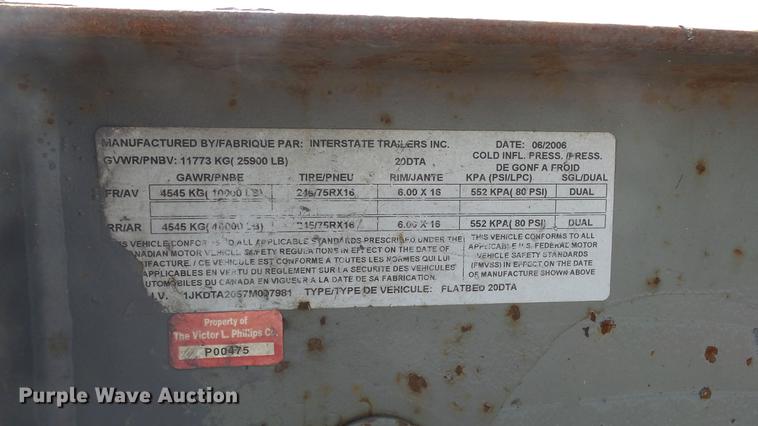 MANUFACTURED BY/FABRIQUE PAR: INTERSTATE TRAILERS INC. DATE: 06/2006
GVWR/PNBV: 11773 KG( 25900 LB) 20DTA COLD INFL. PRESS./PRESS.
DE GONF A FROID
GAWR/PNBE TIRE/PNEU RIM/JANTE KPA (PSI/LPC) SGL/DUAL
FR/AV 4545 KG( 10000 LB) 215/75RX16 6.00 X 16 552 KPA( 80 PSI) DUAL
RR/AR 4545 KG( 10000 LB) 215/75RX16 6.00 X 16 552 KPA( 80 PSI) DUAL
THIS VEHICLE CONFORMS TO ALL APPLICABLE STANDARDS PRESCRIBED UNDER THE
CANADIAN MOTOR VEHICLE SAFETY REGULATIONS IN EFFECT ON THE DATE OF
MANUFACTURE. / CE VEHICULE EST CONFORME A TOUTES LES NORMES QUI LUI
APPLICABLES EN VERTU DU REGLEMENT SUR LA SECURITE DES VEHICULES
AUTOMOBILES DU CANADA EN VIGUEUR A LA DATE DE SA FABRICATION.
THIS VEHICLE CONFORMS TO ALL
APPLICABLE U.S. FEDERAL MOTOR
VEHICLE SAFETY STANDARDS
(FMVSS) IN EFFECT ON THE DATE
OF MANUFACTURE SHOWN ABOVE
1JKDTA2057M007981 TYPE/TYPE DE VEHICULE: FLATBED 20DTA
Property of
The Victor L. Phillips Co.
P00475
Purple Wave Auction